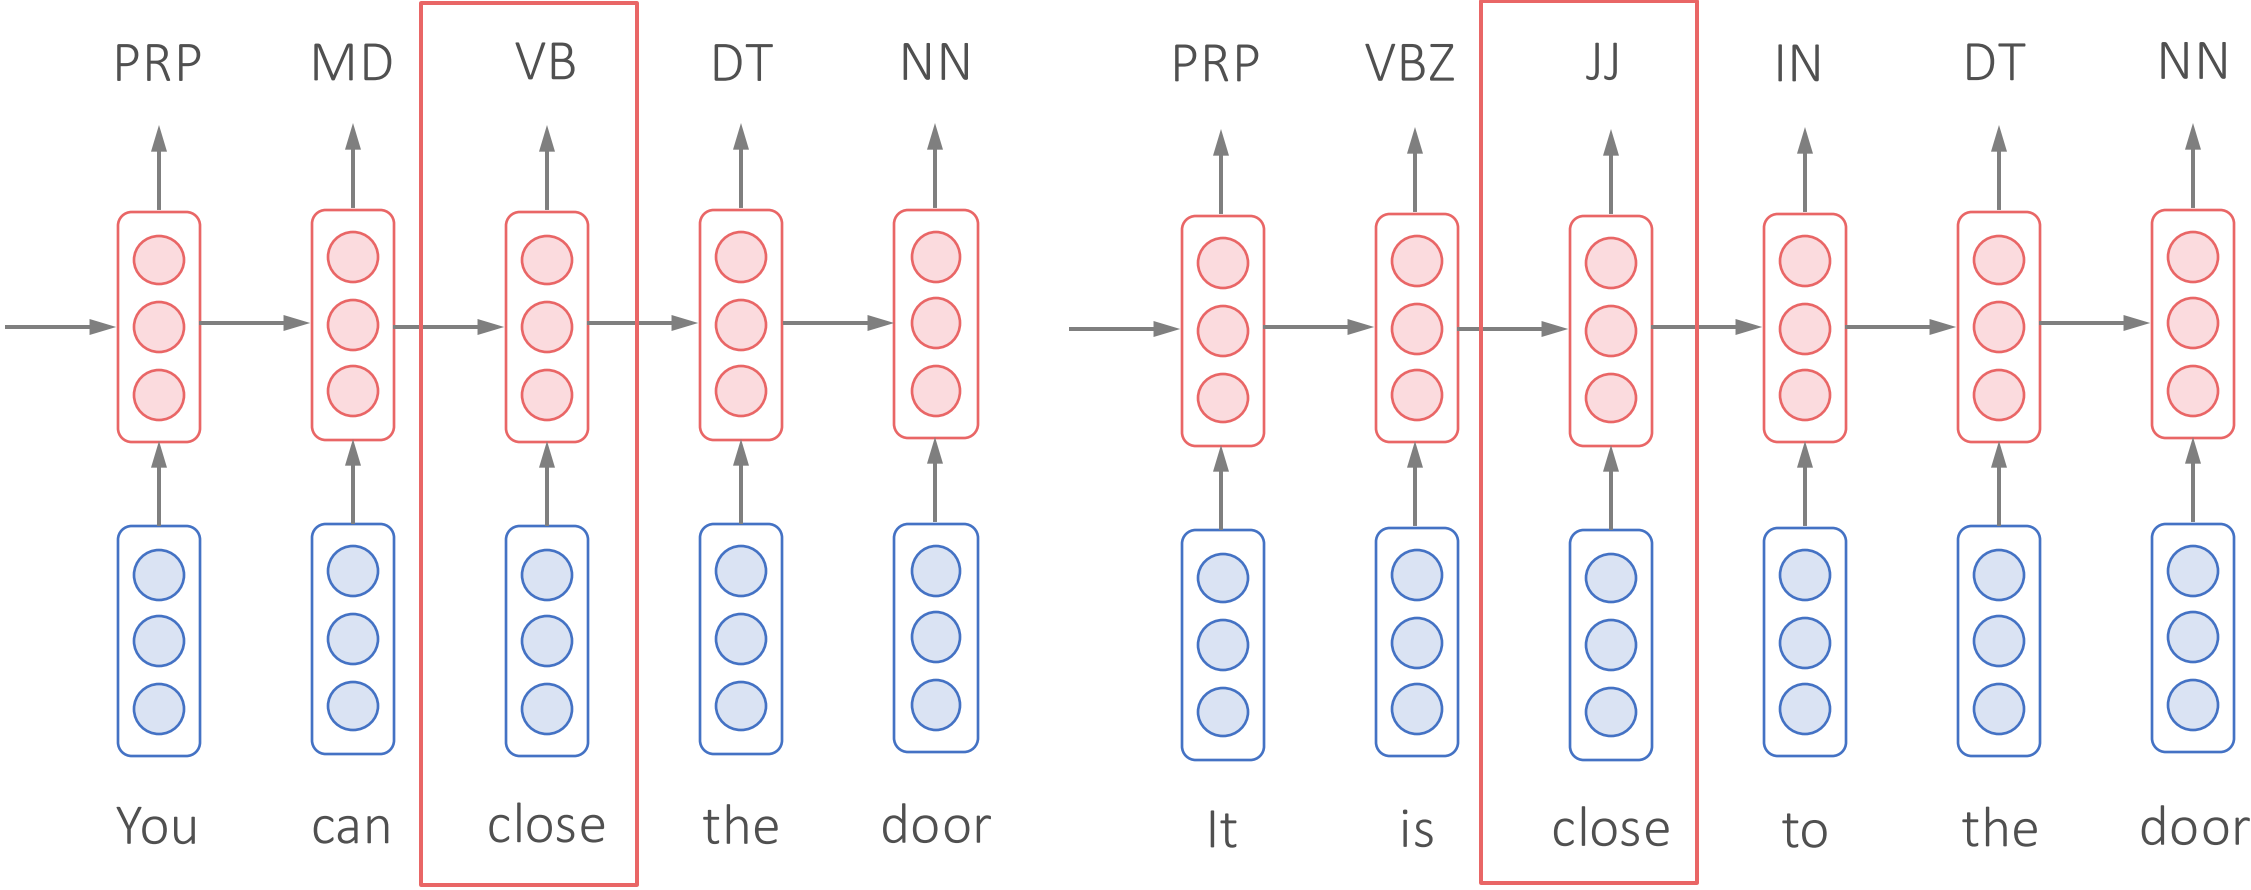 PRP MD VB DT NN
You can close the door
PRP VBZ JJ IN DT NN
It is close to the door